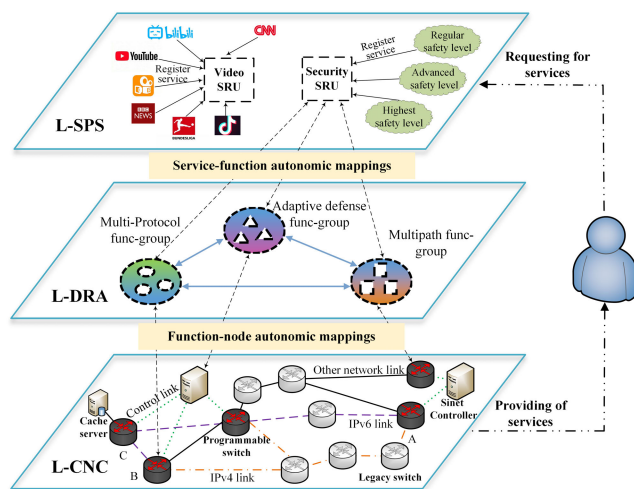 bilibili
CNN
YouTube
Register
service
BBC
NEWS
BUNDESLIGA
Video
SRU
Register
service
Security
SRU
Regular
safety level
Advanced
safety level
Highest
safety level
L-SPS
Requesting for
services
Service-function autonomic mappings
Multi-Protocol
func-group
Adaptive defense
func-group
Multipath func-
group
L-DRA
Function-node autonomic mappings
Other network link
Control link
Cache
server
Sinet
Controller
Providing of
services
IPv6 link
A
Programmable
switch
C
Legacy switch
L-CNC
B
IPv4 link